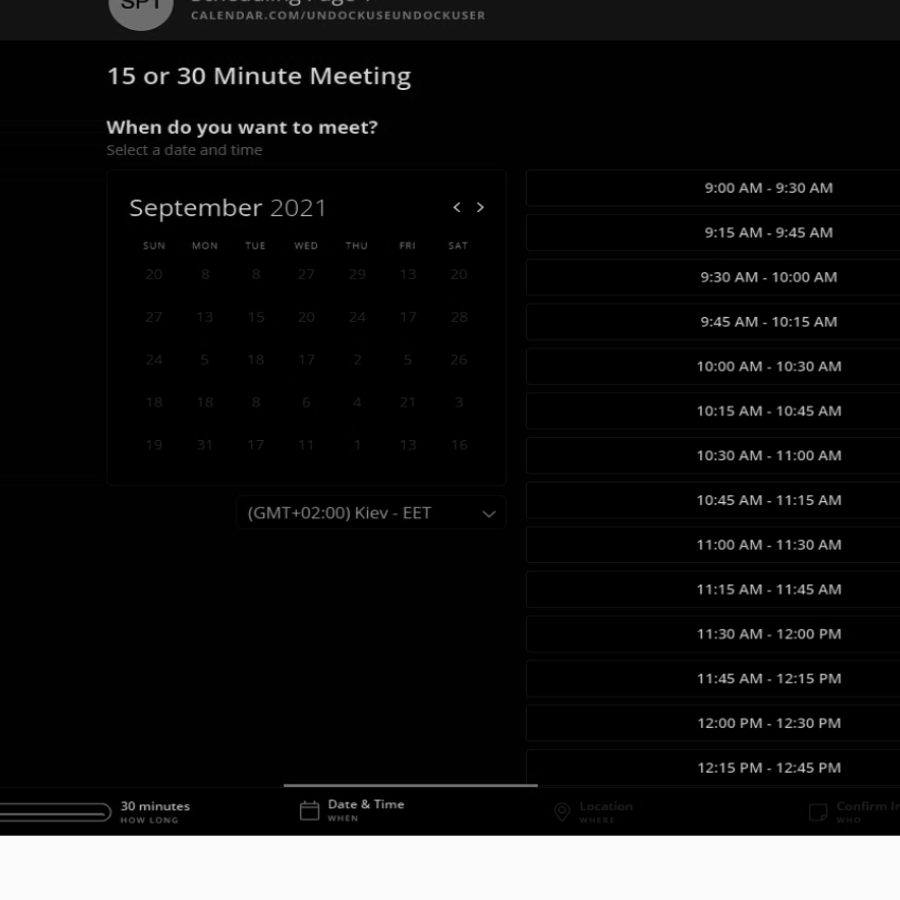 SPT
CALENDAR.COM/UNDOCKUSEUNDOCKUSER
15 or 30 Minute Meeting
When do you want to meet?
Select a date and time
September 2021
< >
SUN MON TUE WED THU FRI SAT
20 8 8 27 29 13 20
27 13 15 20 24 17 28
24 5 18 17 2 5 26
18 18 8 6 4 21 3
19 31 17 11 1 13 16
(GMT+02:00) Kiev - EET
9:00 AM - 9:30 AM
9:15 AM - 9:45 AM
9:30 AM - 10:00 AM
9:45 AM - 10:15 AM
10:00 AM - 10:30 AM
10:15 AM - 10:45 AM
10:30 AM - 11:00 AM
10:45 AM - 11:15 AM
11:00 AM - 11:30 AM
11:15 AM - 11:45 AM
11:30 AM - 12:00 PM
11:45 AM - 12:15 PM
12:00 PM - 12:30 PM
12:15 PM - 12:45 PM
30 minutes
HOW LONG
Date & Time
WHEN
Location
WHERE
Confirm
WHO